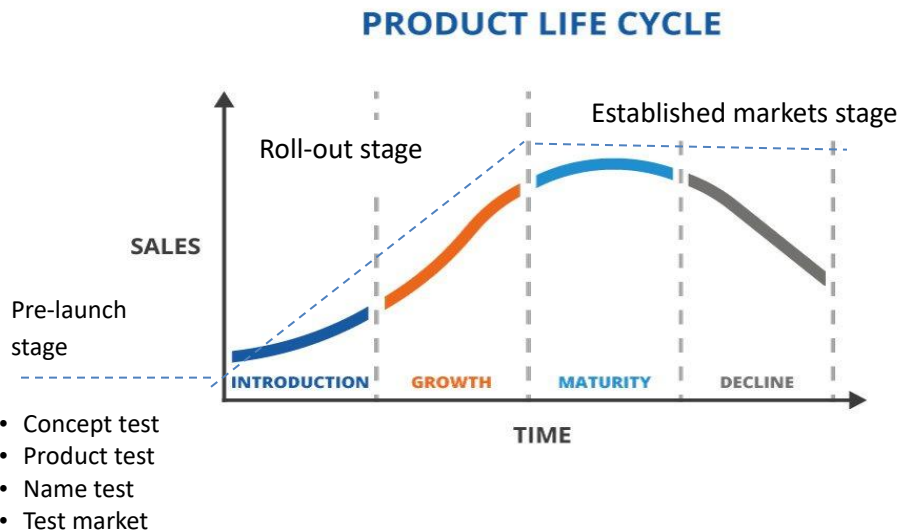 PRODUCT LIFE CYCLE
Established markets stage
Roll-out stage
SALES
Pre-launch
stage
INTRODUCTION
GROWTH
MATURITY
DECLINE
TIME
• Concept test
• Product test
• Name test
• Test market